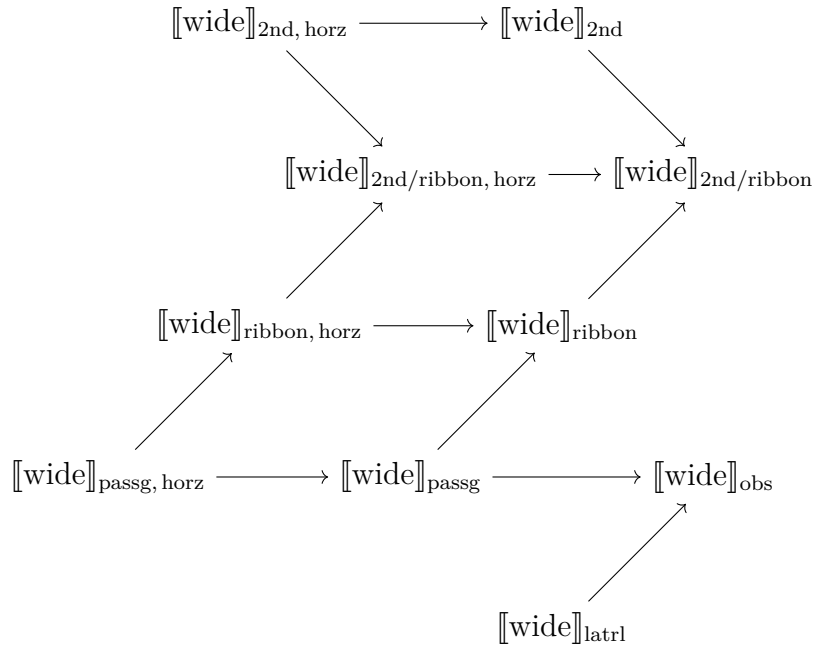 ⟦wide⟧2nd, horz ⟦wide⟧2nd
⟦wide⟧2nd/ribbon, horz ⟦wide⟧2nd/ribbon
⟦wide⟧ribbon, horz ⟦wide⟧ribbon
⟦wide⟧passg, horz ⟦wide⟧passg ⟦wide⟧obs
⟦wide⟧latrl